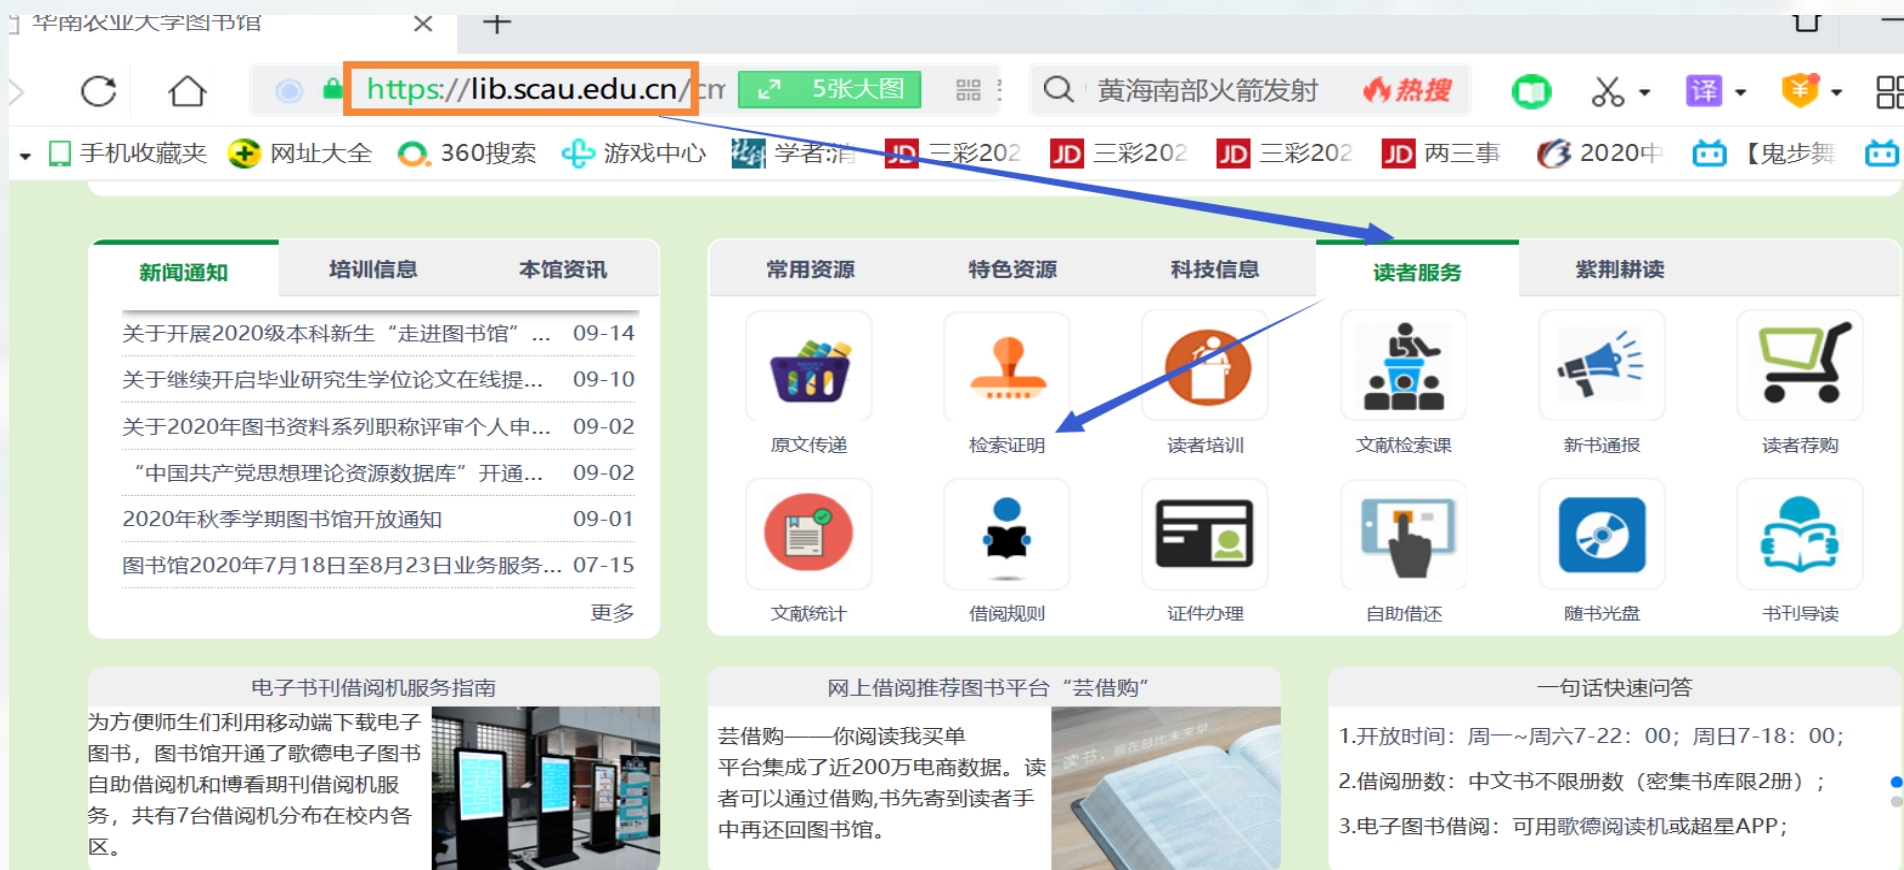 华南农业大学图书馆
https://lib.scau.edu.cn/cm
5张大图
黄海南部火箭发射
热搜
译
手机收藏夹
网址大全
360搜索
游戏中心
学者:消
JD 三彩202
JD 三彩202
JD 三彩202
JD 两三事
2020中
【鬼步舞
新闻通知 培训信息 本馆资讯
关于开展2020级本科新生“走进图书馆” ... 09-14
关于继续开启毕业研究生学位论文在线提... 09-10
关于2020年图书资料系列职称评审个人申... 09-02
“中国共产党思想理论资源数据库”开通... 09-02
2020年秋季学期图书馆开放通知 09-01
图书馆2020年7月18日至8月23日业务服务... 07-15
更多
常用资源 特色资源 科技信息 读者服务 紫荆耕读
原文传递 检索证明 读者培训 文献检索课 新书通报 读者荐购
文献统计 借阅规则 证件办理 自助借还 随书光盘 书刊导读
电子书刊借阅机服务指南
为方便师生们利用移动端下载电子
图书，图书馆开通了歌德电子图书
自助借阅机和博看期刊借阅机服
务，共有7台借阅机分布在校内各
区。
网上借阅推荐图书平台“芸借购”
芸借购——你阅读我买单
平台集成了近200万电商数据。读
者可以通过借购,书先寄到读者手
中再还回图书馆。
一句话快速问答
1.开放时间：周一~周六7-22：00；周日7-18：00；
2.借阅册数：中文书不限册数（密集书库限2册）；
3.电子图书借阅：可用歌德阅读机或超星APP；